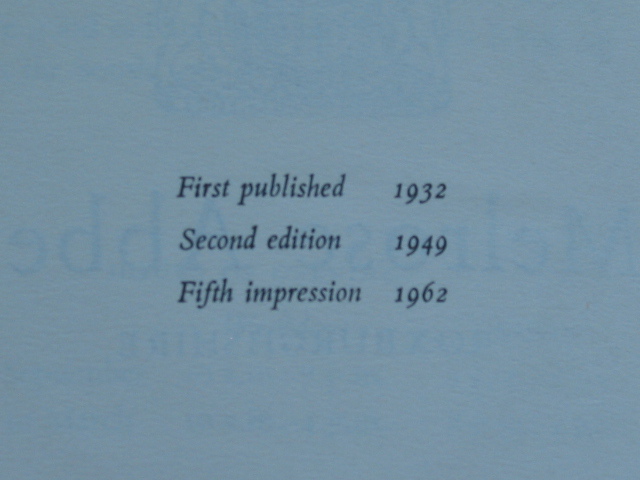 First published 1932
Second edition 1949
Fifth impression 1962